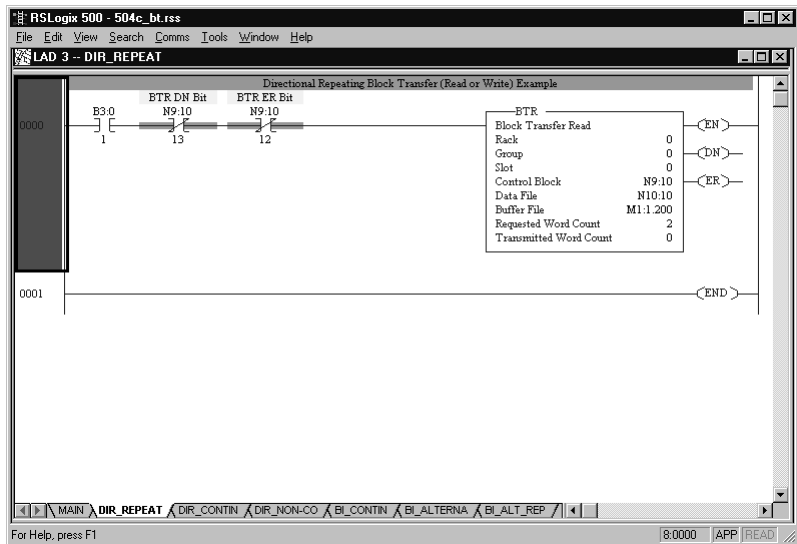 RSLogix 500 - 504c_bt.rss
File Edit View Search Comms Tools Window Help
LAD 3 -- DIR_REPEAT
Directional Repeating Block Transfer (Read or Write) Example
BTR DN Bit BTR ER Bit
B3:0 N9:10 N9:10
0000
1 13 12
BTR
Block Transfer Read
Rack 0
Group 0
Slot 0
Control Block N9:10
Data File N10:10
Buffer File M1:1.200
Requested Word Count 2
Transmitted Word Count 0
EN
DN
ER
0001 END
MAIN DIR_REPEAT DIR_CONTIN DIR_NON-CO BI_CONTIN BI_ALTERNA BI_ALT_REP
For Help, press F1 8:0000 APP READ